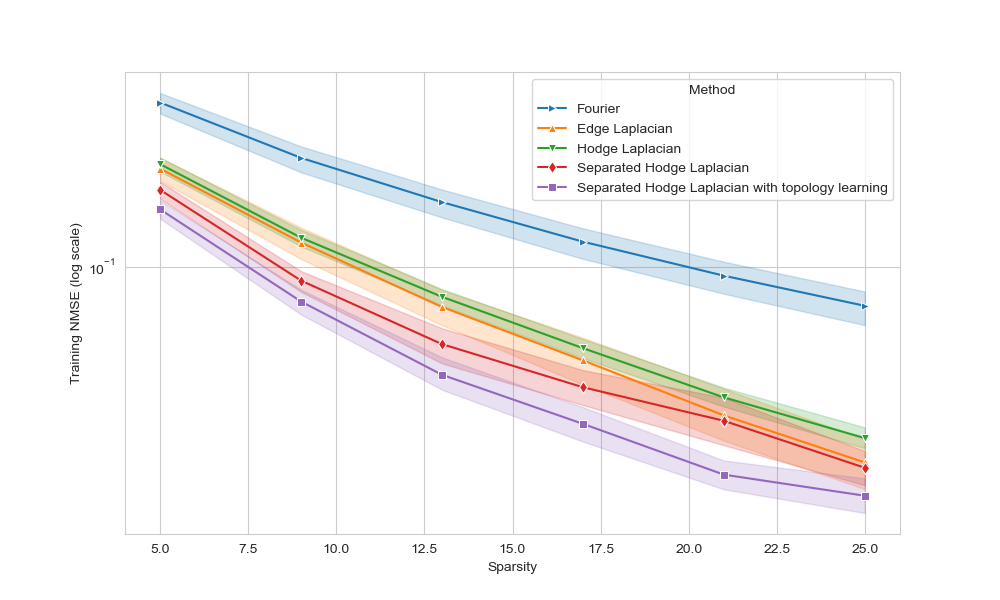 Method
Fourier
Edge Laplacian
Hodge Laplacian
Separated Hodge Laplacian
Separated Hodge Laplacian with topology learning
Training NMSE (log scale)
10⁻¹
5.0 7.5 10.0 12.5 15.0 17.5 20.0 22.5 25.0
Sparsity